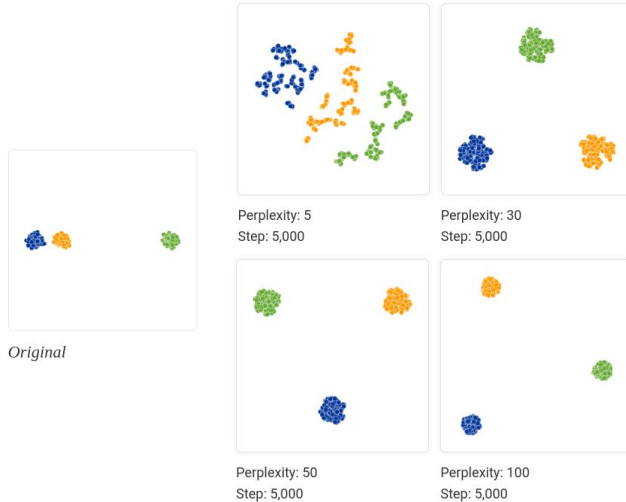 Original
Perplexity: 5
Step: 5,000
Perplexity: 30
Step: 5,000
Perplexity: 50
Step: 5,000
Perplexity: 100
Step: 5,000